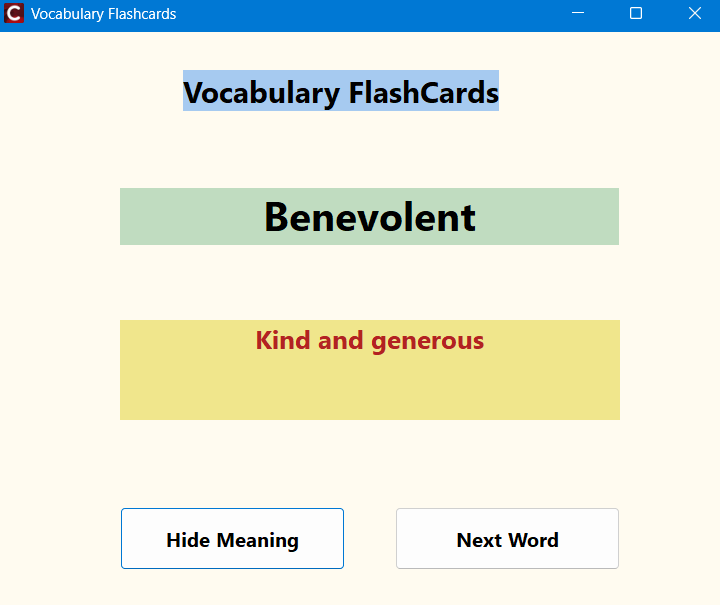 Vocabulary Flashcards
Vocabulary FlashCards
Benevolent
Kind and generous
Hide Meaning
Next Word